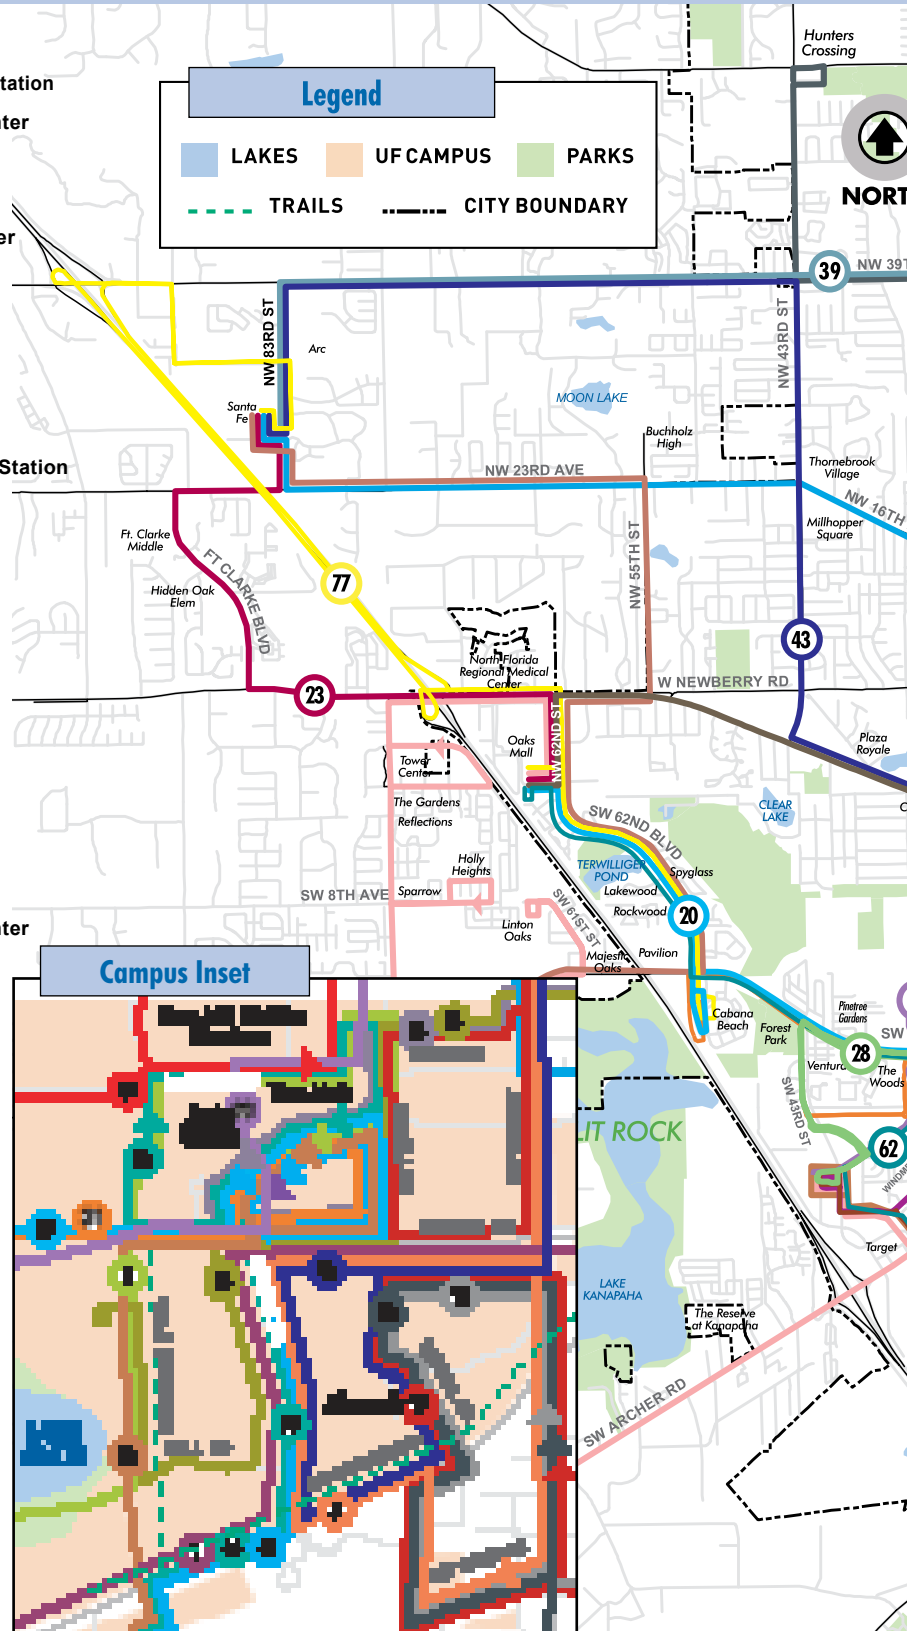 Hunters
Crossing
tation
Legend
ter
LAKES
UF CAMPUS
PARKS
TRAILS
CITY BOUNDARY
NORT
er
39
NW 39T
NW 83RD ST
NW 43RD ST
Arc
MOON LAKE
Santa
Fe
Buchholz
High
Station
NW 23RD AVE
Thornebrook
Village
NW 16TH
Millhopper
Square
Ft. Clarke
Middle
FT CLARKE BLVD
NW 55TH ST
77
Hidden Oak
Elem
43
North Florida
Regional Medical
Center
W NEWBERRY RD
23
NW 62ND ST
Oaks
Mall
Plaza
Royale
Tower
Center
The Gardens
Reflections
CLEAR
LAKE
C
SW 62ND BLVD
Holly
Heights
TERWILLIGER
POND
Spyglass
SW 8TH AVE
Sparrow
Lakewood
SW 61ST ST
Rockwood
20
Linton
Oaks
nter
Majestic
Oaks
Pavilion
Campus Inset
Cabana
Beach
Pinetree
Gardens
Forest
Park
SW
28
Ventura
The
Woods
SW 43RD ST
LIT ROCK
62
WINDME
Target
LAKE
KANAPAHA
The Reserve
at Kanapaha
SW ARCHER RD